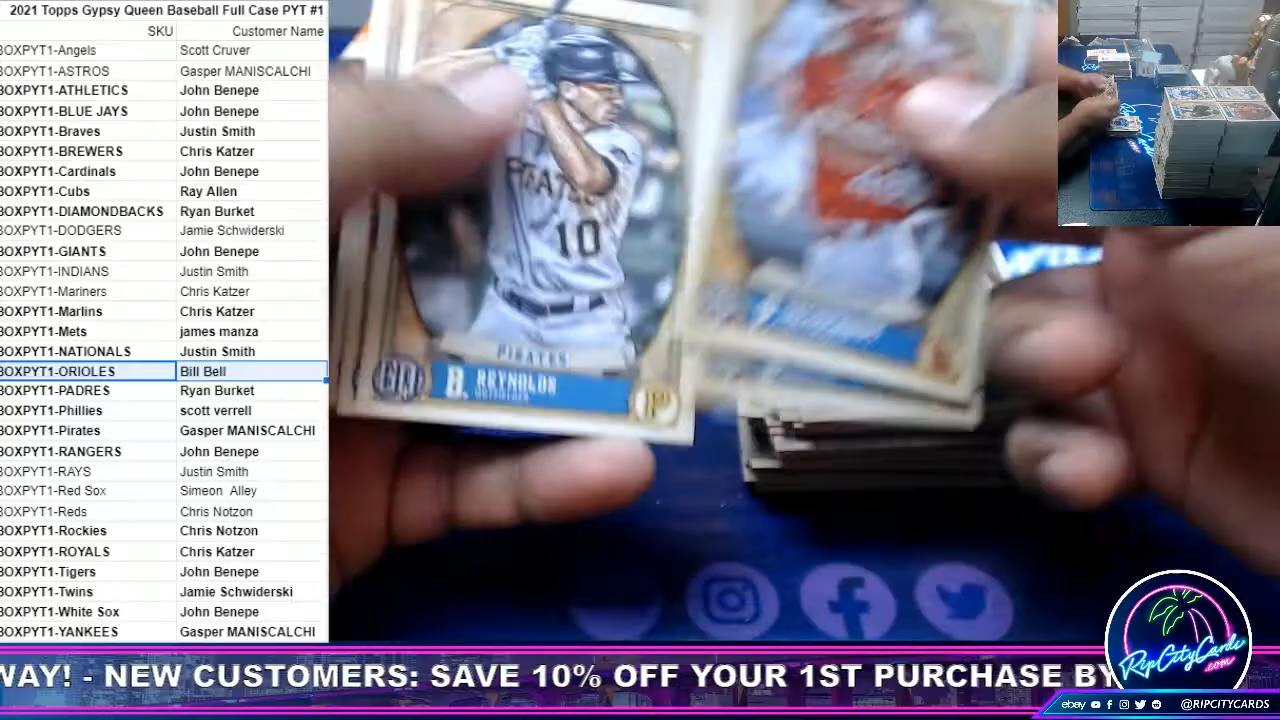 2021 Topps Gypsy Queen Baseball Full Case PYT #1
SKU Customer Name
BOXPYT1-Angels Scott Cruver
BOXPYT1-ASTROS Gasper MANISCALCHI
BOXPYT1-ATHLETICS John Benepe
BOXPYT1-BLUE JAYS John Benepe
BOXPYT1-Braves Justin Smith
BOXPYT1-BREWERS Chris Katzer
BOXPYT1-Cardinals John Benepe
BOXPYT1-Cubs Ray Allen
BOXPYT1-DIAMONDBACKS Ryan Burket
BOXPYT1-DODGERS Jamie Schwiderski
BOXPYT1-GIANTS John Benepe
BOXPYT1-INDIANS Justin Smith
BOXPYT1-Mariners Chris Katzer
BOXPYT1-Marlins Chris Katzer
BOXPYT1-Mets james manza
BOXPYT1-NATIONALS Justin Smith
BOXPYT1-ORIOLES Bill Bell
BOXPYT1-PADRES Ryan Burket
BOXPYT1-Phillies scott verrell
BOXPYT1-Pirates Gasper MANISCALCHI
BOXPYT1-RANGERS John Benepe
BOXPYT1-RAYS Justin Smith
BOXPYT1-Red Sox Simeon Alley
BOXPYT1-Reds Chris Notzon
BOXPYT1-Rockies Chris Notzon
BOXPYT1-ROYALS Chris Katzer
BOXPYT1-Tigers John Benepe
BOXPYT1-Twins Jamie Schwiderski
BOXPYT1-White Sox John Benepe
BOXPYT1-YANKEES Gasper MANISCALCHI
10
PIRATES
GQ B. REYNOLDS P
OUTFIELDER
WAY! - NEW CUSTOMERS: SAVE 10% OFF YOUR 1ST PURCHASE BY
RipCityCards
.com
ebay @RIPCITYCARDS